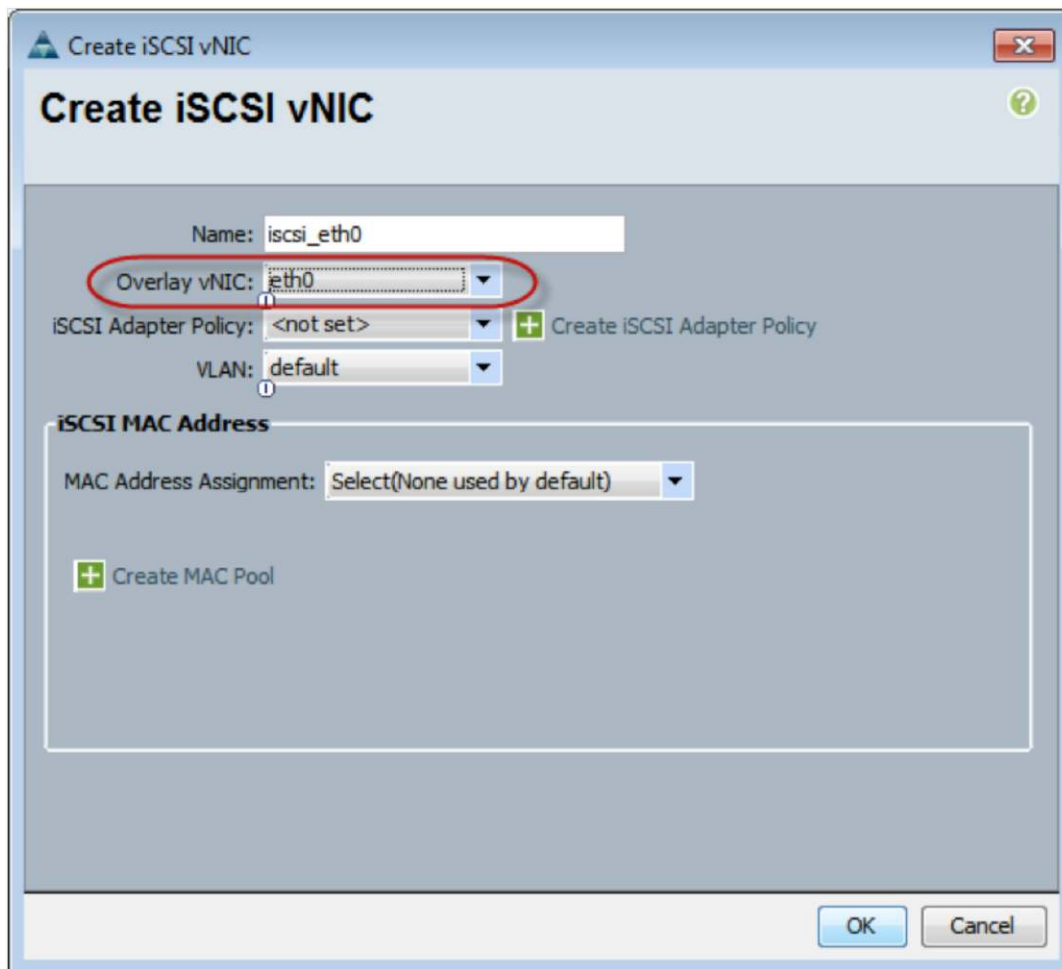 Create iSCSI vNIC
Create iSCSI vNIC
Name: iscsi_eth0
Overlay vNIC: eth0
iSCSI Adapter Policy: <not set> Create iSCSI Adapter Policy
VLAN: default
iSCSI MAC Address
MAC Address Assignment: Select(None used by default)
Create MAC Pool
OK Cancel